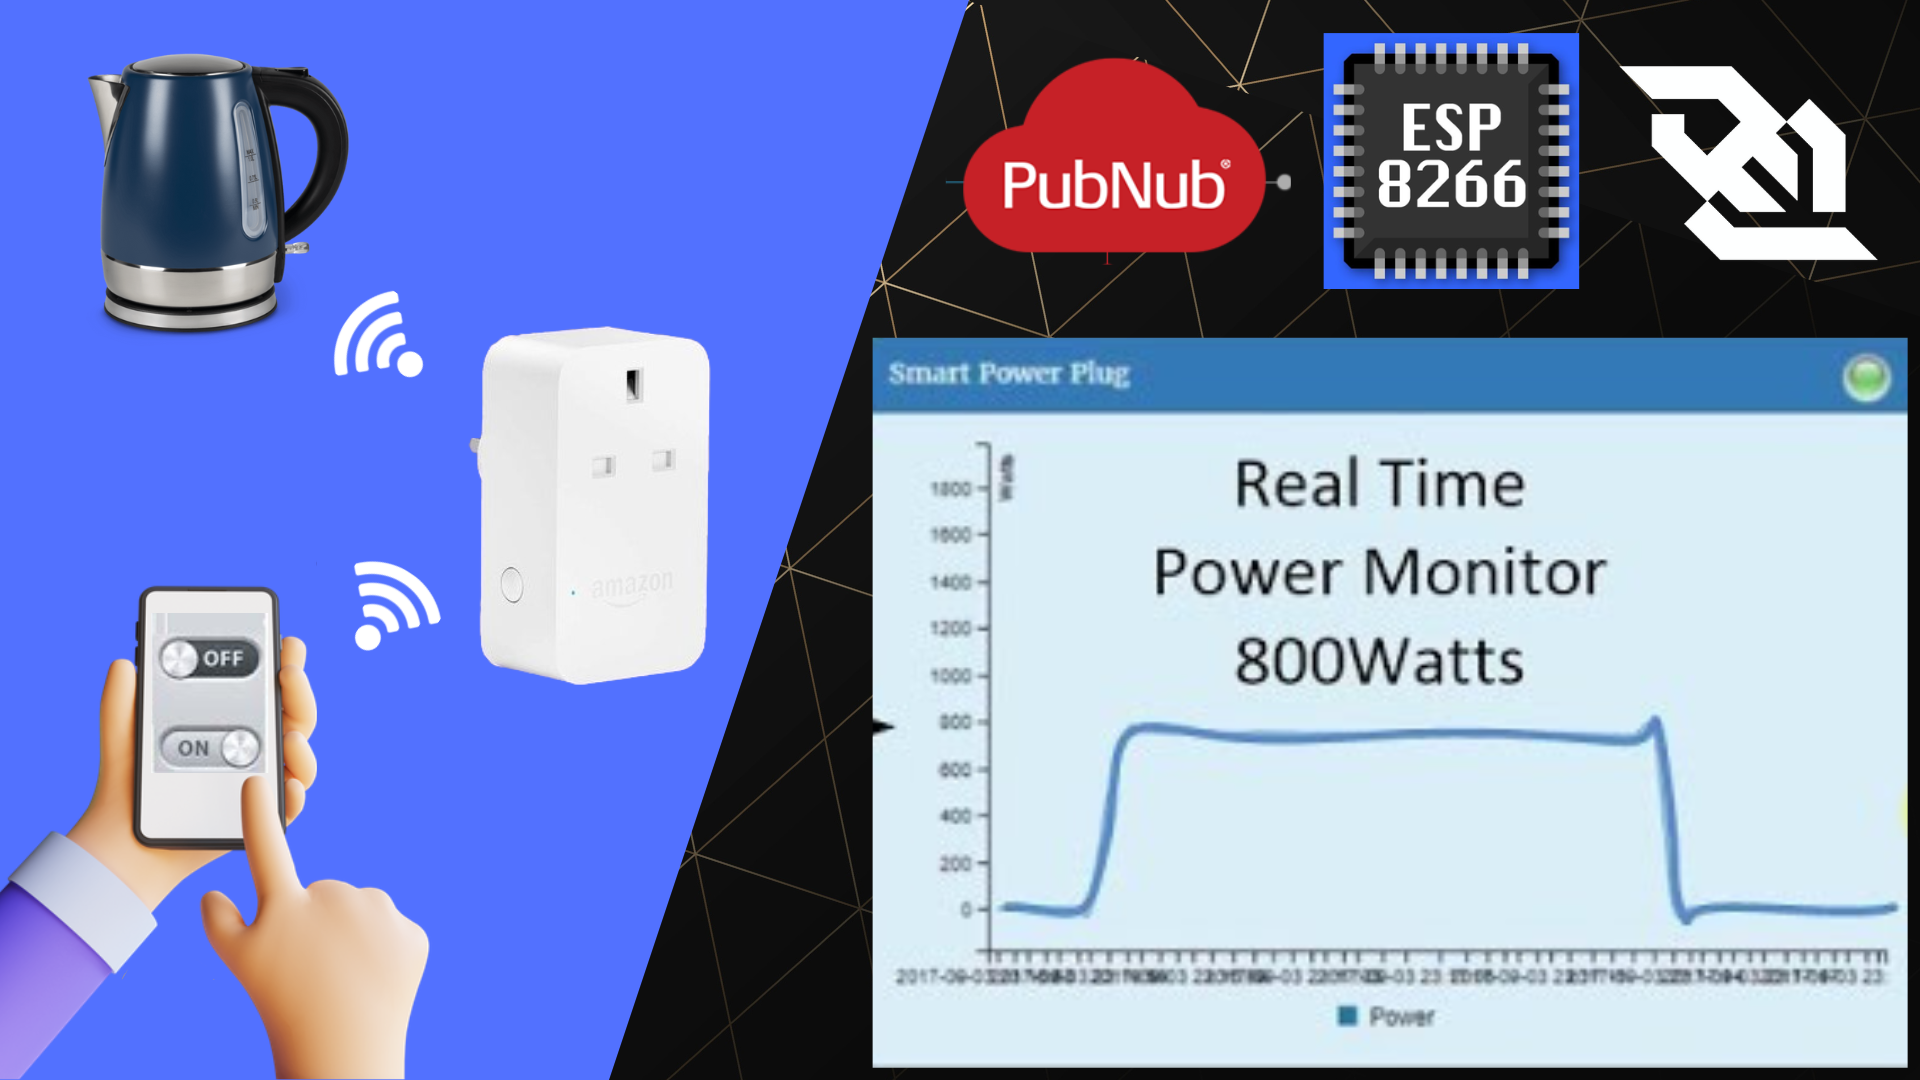 PubNub®
ESP
8266
amazon
OFF
ON
Smart Power Plug
Real Time
Power Monitor
800Watts
Watts
1800
1600
1400
1200
1000
800
600
400
200
0
Power